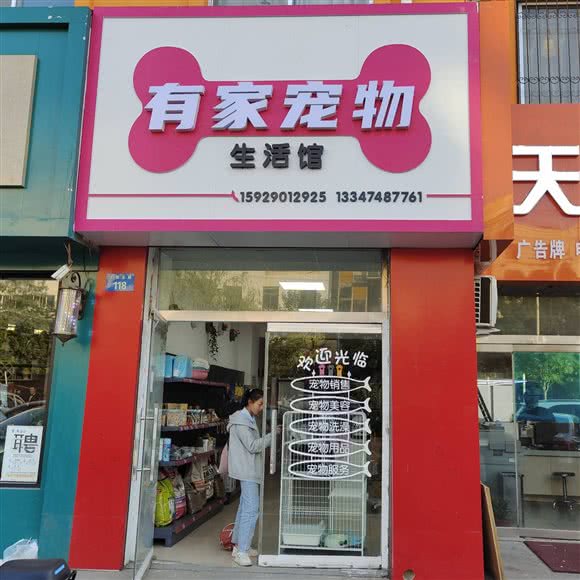 有家宠物
生活馆
15929012925 13347487761
天
广告牌
118
欢迎光临
宠物销售
宠物美容
宠物洗澡
宠物用品
宠物服务
聘